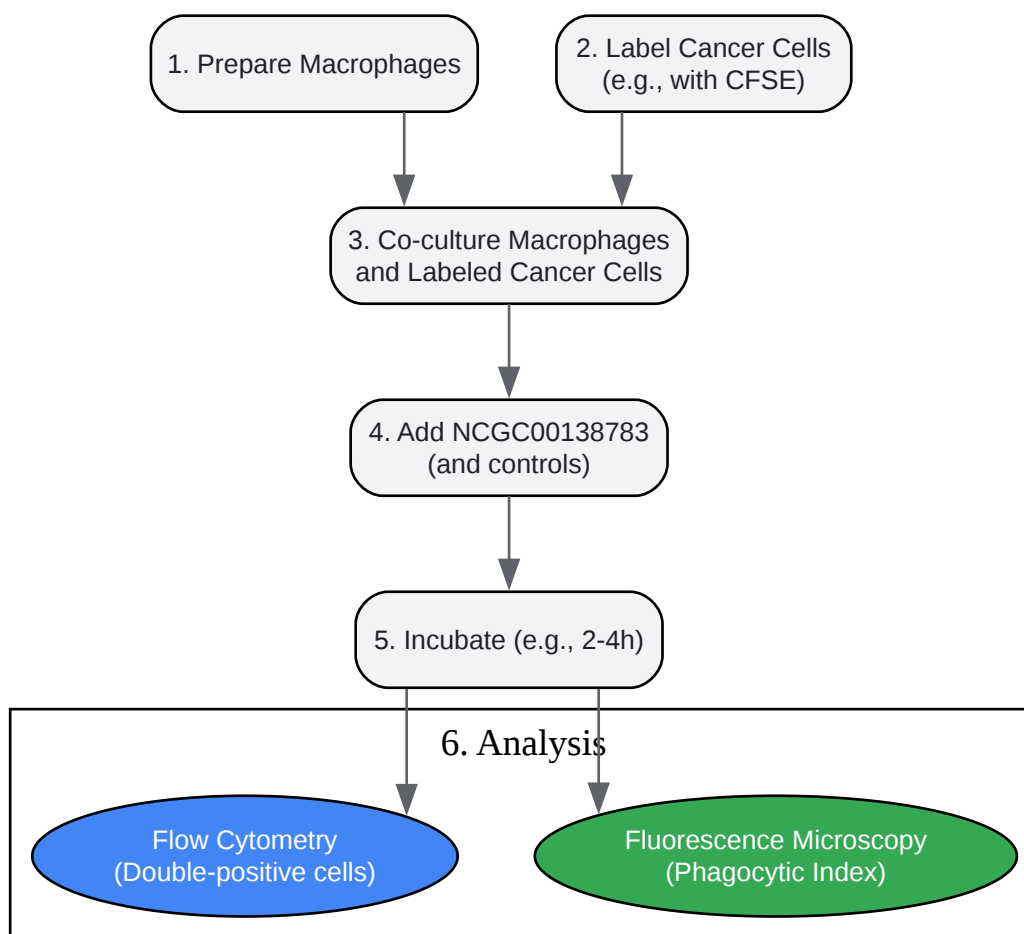 1. Prepare Macrophages
2. Label Cancer Cells
(e.g., with CFSE)
3. Co-culture Macrophages
and Labeled Cancer Cells
4. Add NCGC00138783
(and controls)
5. Incubate (e.g., 2-4h)
6. Analysis
Flow Cytometry
(Double-positive cells)
Fluorescence Microscopy
(Phagocytic Index)